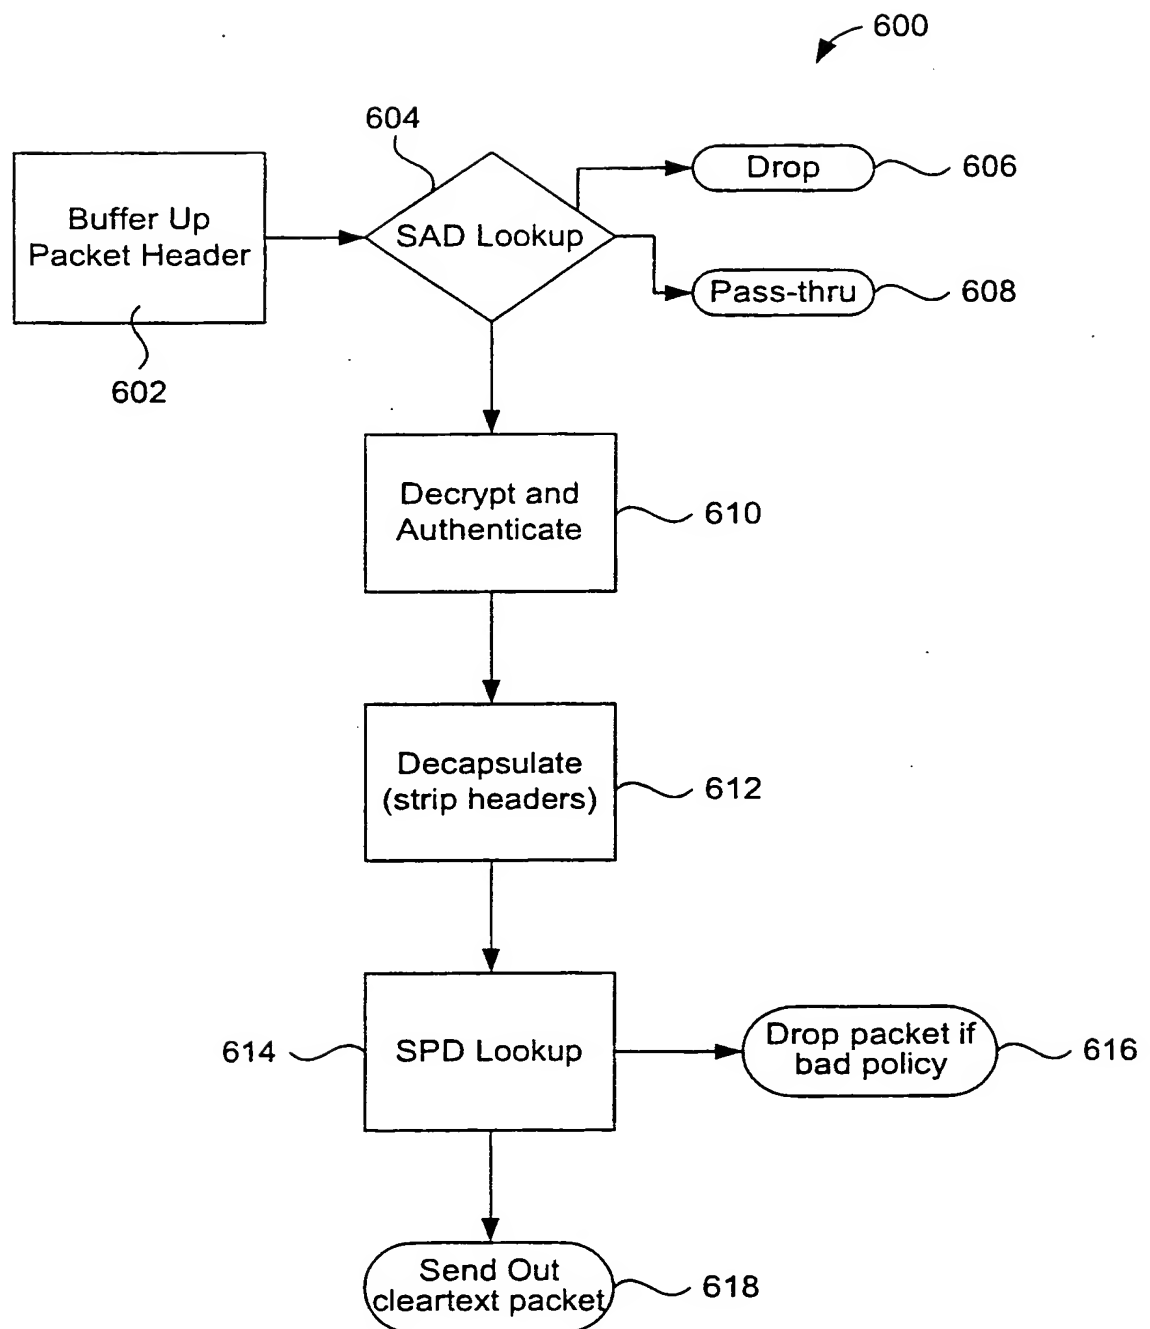 600
604
Drop
606
Buffer Up
Packet Header
SAD Lookup
Pass-thru
608
602
Decrypt and
Authenticate
610
Decapsulate
(strip headers)
612
614
SPD Lookup
Drop packet if
bad policy
616
Send Out
cleartext packet
618